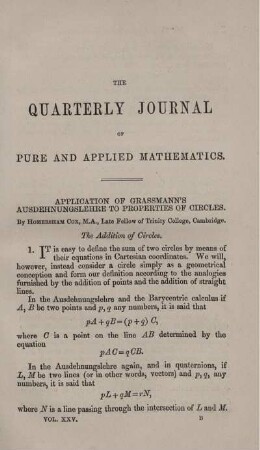 THE
QUARTERLY JOURNAL
OF
PURE AND APPLIED MATHEMATICS.
APPLICATION OF GRASSMANN'S
AUSDEHNUNGSLEHRE TO PROPERTIES OF CIRCLES.
By HOMERSHAM COX, M.A., Late Fellow of Trinity College, Cambridge.
The Addition of Circles.
1. IT is easy to define the sum of two circles by means of
their equations in Cartesian coordinates. We will,
however, instead consider a circle simply as a geometrical
conception and form our definition according to the analogies
furnished by the addition of points and the addition of straight
lines.
In the Ausdehnungslehre and the Barycentric calculus if
A, B be two points and p, q any numbers, it is said that
pA + qB = (p + q) C,
where C is a point on the line AB determined by the
equation
pAC = qCB.
In the Ausdehnungslehre again, and in quaternions, if
L, M be two lines (or in other words, vectors) and p, q, any
numbers, it is said that
pL + qM = rN,
where N is a line passing through the intersection of L and M.
VOL. XXV. B